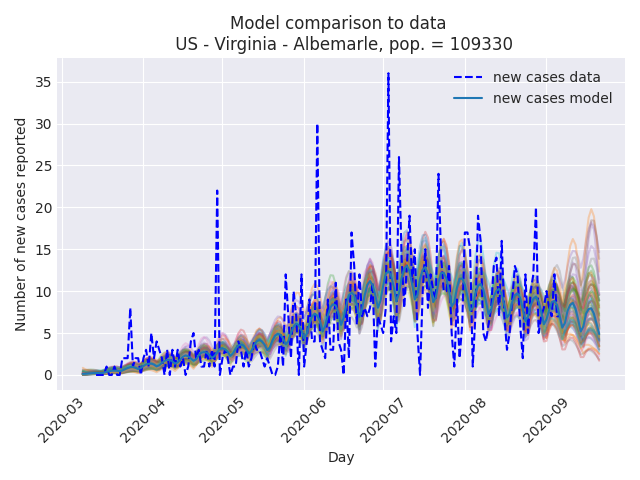 Model comparison to data
US - Virginia - Albemarle, pop. = 109330
new cases data
new cases model
Number of new cases reported
35
30
25
20
15
10
5
0
2020-03
2020-04
2020-05
2020-06
2020-07
2020-08
2020-09
Day